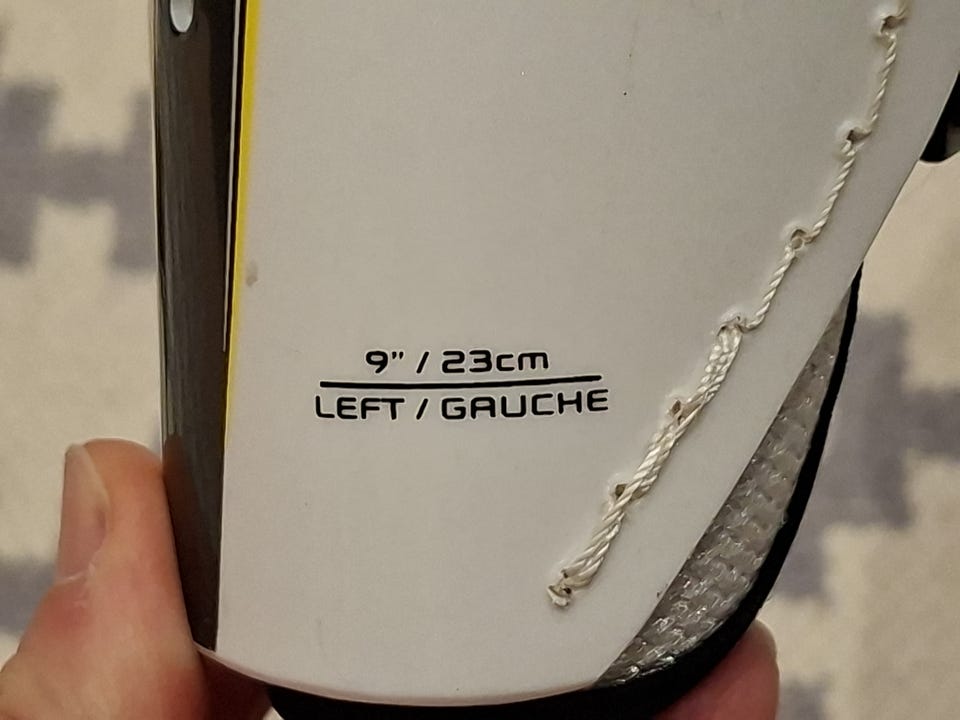 9" / 23cm
LEFT / GAUCHE